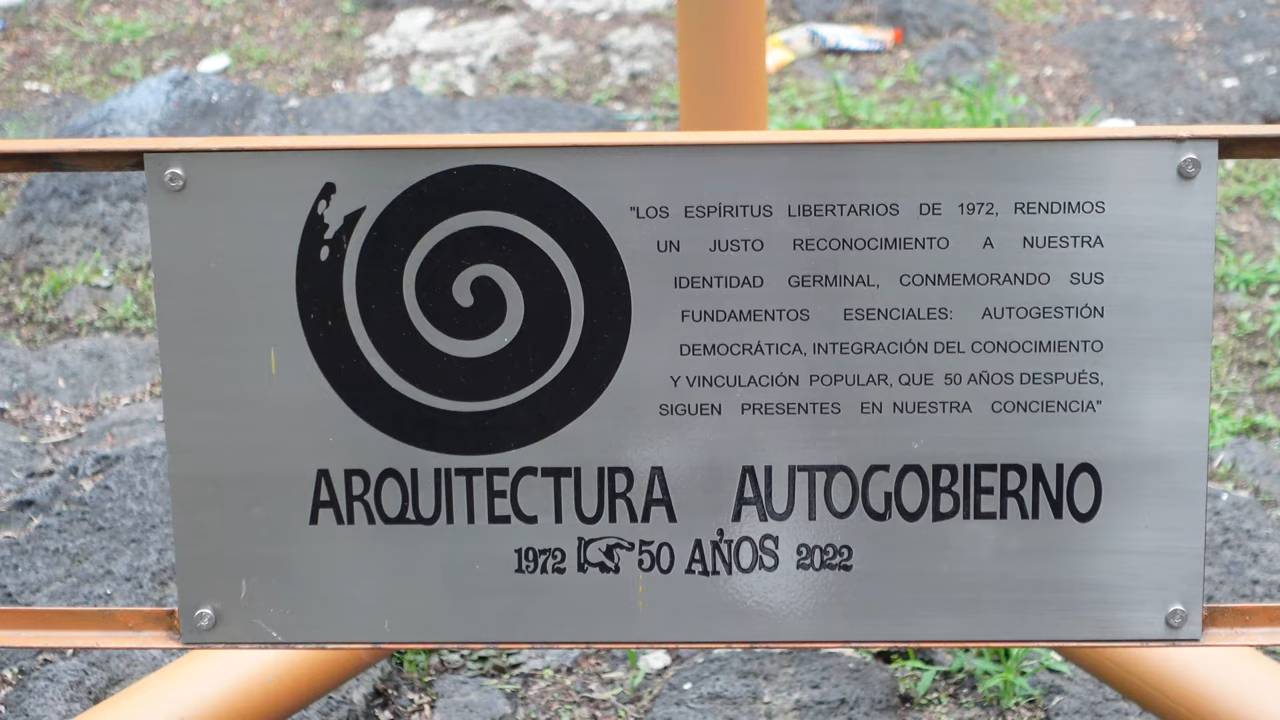 "LOS ESPÍRITUS LIBERTARIOS DE 1972, RENDIMOS
UN JUSTO RECONOCIMIENTO A NUESTRA
IDENTIDAD GERMINAL, CONMEMORANDO SUS
FUNDAMENTOS ESENCIALES: AUTOGESTIÓN
DEMOCRÁTICA, INTEGRACIÓN DEL CONOCIMIENTO
Y VINCULACIÓN POPULAR, QUE 50 AÑOS DESPUÉS,
SIGUEN PRESENTES EN NUESTRA CONCIENCIA"
ARQUITECTURA AUTOGOBIERNO
1972 50 AÑOS 2022